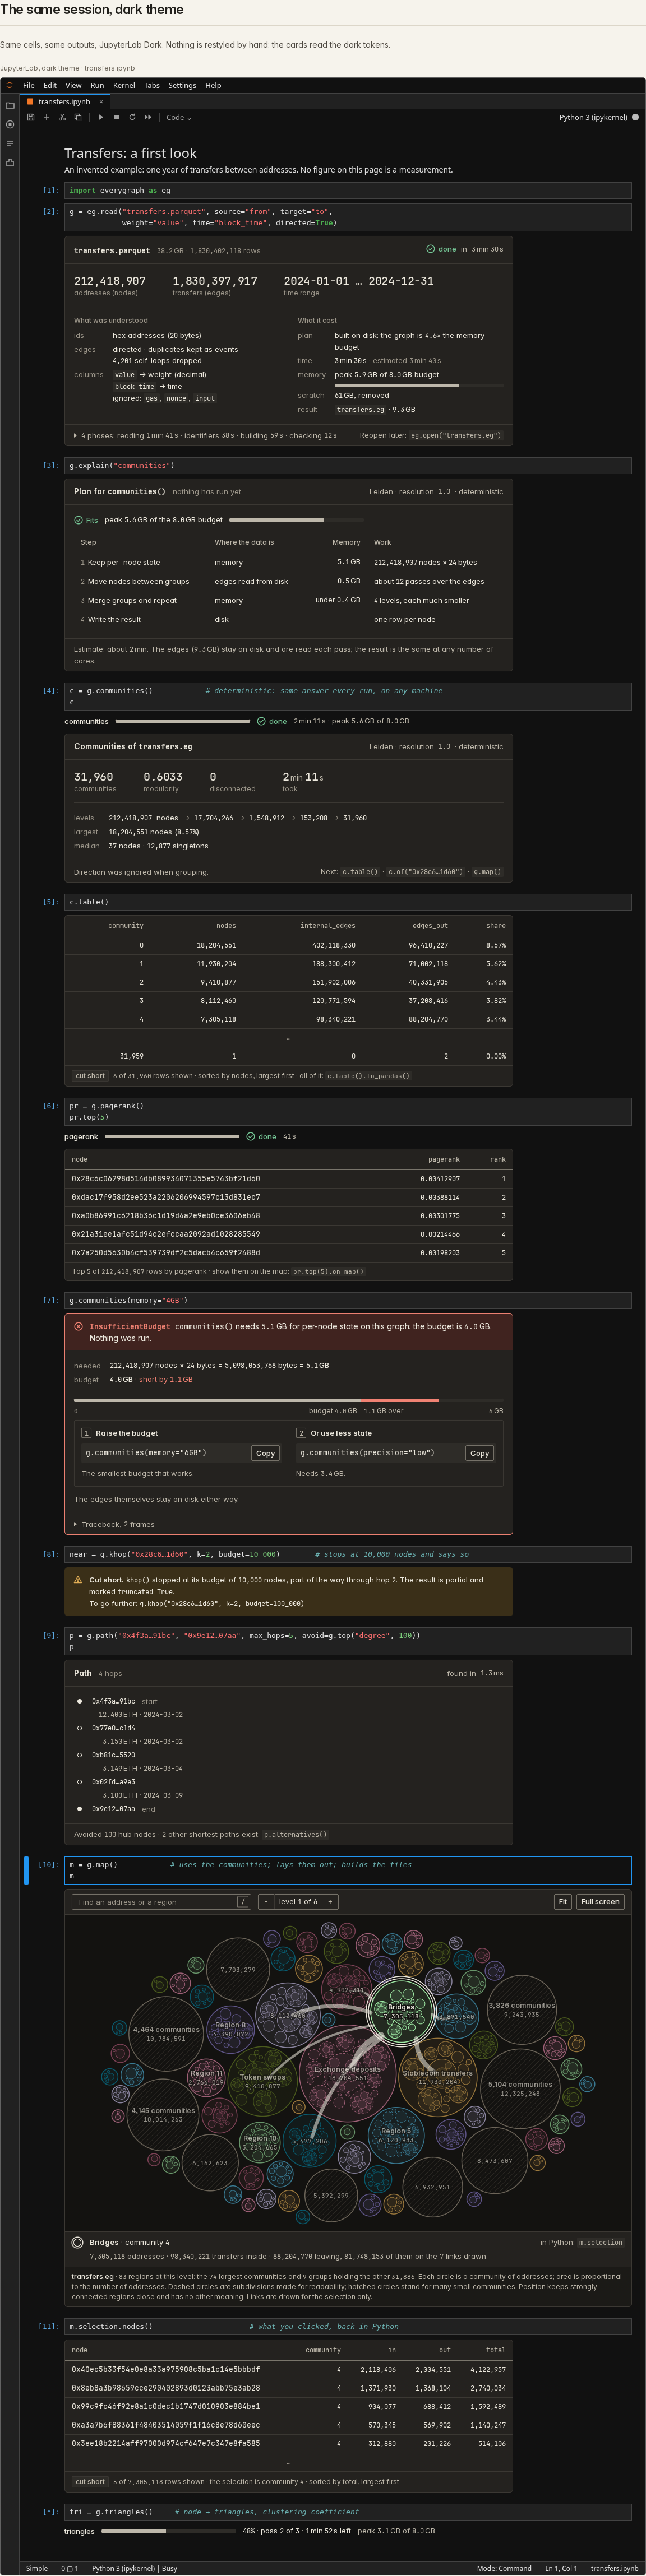 The same session, dark theme
Same cells, same outputs, JupyterLab Dark. Nothing is restyled by hand: the cards read the dark tokens.
JupyterLab, dark theme · transfers.ipynb
File Edit View Run Kernel Tabs Settings Help
transfers.ipynb ×
Code
Python 3 (ipykernel)
Transfers: a first look
An invented example: one year of transfers between addresses. No figure on this page is a measurement.
[1]: import everygraph as eg
[2]: g = eg.read("transfers.parquet", source="from", target="to",
weight="value", time="block_time", directed=True)
transfers.parquet 38.2 GB · 1,830,402,118 rows done in 3 min 30 s
212,418,907 1,830,397,917 2024-01-01 … 2024-12-31
addresses (nodes) transfers (edges) time range
What was understood What it cost
ids hex addresses (20 bytes)
edges directed · duplicates kept as events
4,201 self-loops dropped
columns value → weight (decimal)
block_time → time
ignored: gas, nonce, input
plan built on disk: the graph is 4.6× the memory
budget
time 3 min 30 s · estimated 3 min 40 s
memory peak 5.9 GB of 8.0 GB budget
scratch 61 GB, removed
result transfers.eg · 9.3 GB
4 phases: reading 1 min 41 s · identifiers 38 s · building 59 s · checking 12 s Reopen later: eg.open("transfers.eg")
[3]: g.explain("communities")
Plan for communities() nothing has run yet Leiden · resolution 1.0 · deterministic
Fits peak 5.6 GB of the 8.0 GB budget
Step Where the data is Memory Work
1 Keep per-node state memory 5.1 GB 212,418,907 nodes × 24 bytes
2 Move nodes between groups edges read from disk 0.5 GB about 12 passes over the edges
3 Merge groups and repeat memory under 0.4 GB 4 levels, each much smaller
4 Write the result disk — one row per node
Estimate: about 2 min. The edges (9.3 GB) stay on disk and are read each pass; the result is the same at any number of
cores.
[4]: c = g.communities() # deterministic: same answer every run, on any machine
c
communities done 2 min 11 s · peak 5.6 GB of 8.0 GB
Communities of transfers.eg Leiden · resolution 1.0 · deterministic
31,960 0.6033 0 2 min 11 s
communities modularity disconnected took
levels 212,418,907 nodes → 17,704,266 → 1,548,912 → 153,208 → 31,960
largest 18,204,551 nodes (8.57%)
median 37 nodes · 12,877 singletons
Direction was ignored when grouping. Next: c.table() · c.of("0x28c6…1d60") · g.map()
[5]: c.table()
community nodes internal_edges edges_out share
0 18,204,551 402,118,330 96,410,227 8.57%
1 11,930,204 188,300,412 71,002,118 5.62%
2 9,410,877 151,902,006 40,331,905 4.43%
3 8,112,460 120,771,594 37,208,416 3.82%
4 7,305,118 98,340,221 88,204,770 3.44%
…
31,959 1 0 2 0.00%
cut short 6 of 31,960 rows shown · sorted by nodes, largest first · all of it: c.table().to_pandas()
[6]: pr = g.pagerank()
pr.top(5)
pagerank done 41 s
node pagerank rank
0x28c6c06298d514db089934071355e5743bf21d60 0.00412907 1
0xdac17f958d2ee523a2206206994597c13d831ec7 0.00388114 2
0xa0b86991c6218b36c1d19d4a2e9eb0ce3606eb48 0.00301775 3
0x21a31ee1afc51d94c2efccaa2092ad1028285549 0.00214466 4
0x7a250d5630b4cf539739df2c5dacb4c659f2488d 0.00198203 5
Top 5 of 212,418,907 rows by pagerank · show them on the map: pr.top(5).on_map()
[7]: g.communities(memory="4GB")
InsufficientBudget communities() needs 5.1 GB for per-node state on this graph; the budget is 4.0 GB.
Nothing was run.
needed 212,418,907 nodes × 24 bytes = 5,098,053,768 bytes = 5.1 GB
budget 4.0 GB · short by 1.1 GB
0 budget 4.0 GB 1.1 GB over 6 GB
1 Raise the budget
g.communities(memory="6GB") Copy
The smallest budget that works.
2 Or use less state
g.communities(precision="low") Copy
Needs 3.4 GB.
The edges themselves stay on disk either way.
Traceback, 2 frames
[8]: near = g.khop("0x28c6…1d60", k=2, budget=10_000) # stops at 10,000 nodes and says so
Cut short. khop() stopped at its budget of 10,000 nodes, part of the way through hop 2. The result is partial and
marked truncated=True.
To go further: g.khop("0x28c6…1d60", k=2, budget=100_000)
[9]: p = g.path("0x4f3a…91bc", "0x9e12…07aa", max_hops=5, avoid=g.top("degree", 100))
p
Path 4 hops found in 1.3 ms
0x4f3a…91bc start
12.400 ETH · 2024-03-02
0x77e0…c1d4
3.150 ETH · 2024-03-02
0xb81c…5520
3.149 ETH · 2024-03-04
0x02fd…a9e3
3.100 ETH · 2024-03-09
0x9e12…07aa end
Avoided 100 hub nodes · 2 other shortest paths exist: p.alternatives()
[10]: m = g.map() # uses the communities; lays them out; builds the tiles
m
Find an address or a region / - level 1 of 6 + Fit Full screen
7,703,279
4,902,311
Bridges
7,305,118
3,826 communities
9,243,935
4,464 communities
10,784,591
Region 8
Exchange deposits
18,204,551
Stablecoin transfers
11,930,204
Region 11
Token swaps
9,410,877
5,104 communities
12,325,248
4,145 communities
10,014,263
Region 5
6,120,933
Region 10
5,477,206
6,162,623
8,473,607
6,932,951
5,392,299
Bridges · community 4 in Python: m.selection
7,305,118 addresses · 98,340,221 transfers inside · 88,204,770 leaving, 81,748,153 of them on the 7 links drawn
transfers.eg · 83 regions at this level: the 74 largest communities and 9 groups holding the other 31,886. Each circle is a community of addresses; area is proportional
to the number of addresses. Dashed circles are subdivisions made for readability; hatched circles stand for many small communities. Position keeps strongly
connected regions close and has no other meaning. Links are drawn for the selection only.
[11]: m.selection.nodes() # what you clicked, back in Python
node community in out total
0x40ec5b33f54e0e8a33a975908c5ba1c14e5bbbdf 4 2,118,406 2,004,551 4,122,957
0x8eb8a3b98659cce290402893d0123abb75e3ab28 4 1,371,930 1,368,104 2,740,034
0x99c9fc46f92e8a1c0dec1b1747d010903e884be1 4 904,077 688,412 1,592,489
0xa3a7b6f88361f48403514059f1f16c8e78d60eec 4 570,345 569,902 1,140,247
0x3ee18b2214aff97000d974cf647e7c347e8fa585 4 312,880 201,226 514,106
…
cut short 5 of 7,305,118 rows shown · the selection is community 4 · sorted by total, largest first
[*]: tri = g.triangles() # node → triangles, clustering coefficient
triangles 48% · pass 2 of 3 · 1 min 52 s left peak 3.1 GB of 8.0 GB
Simple 0 1 Python 3 (ipykernel) | Busy Mode: Command Ln 1, Col 1 transfers.ipynb